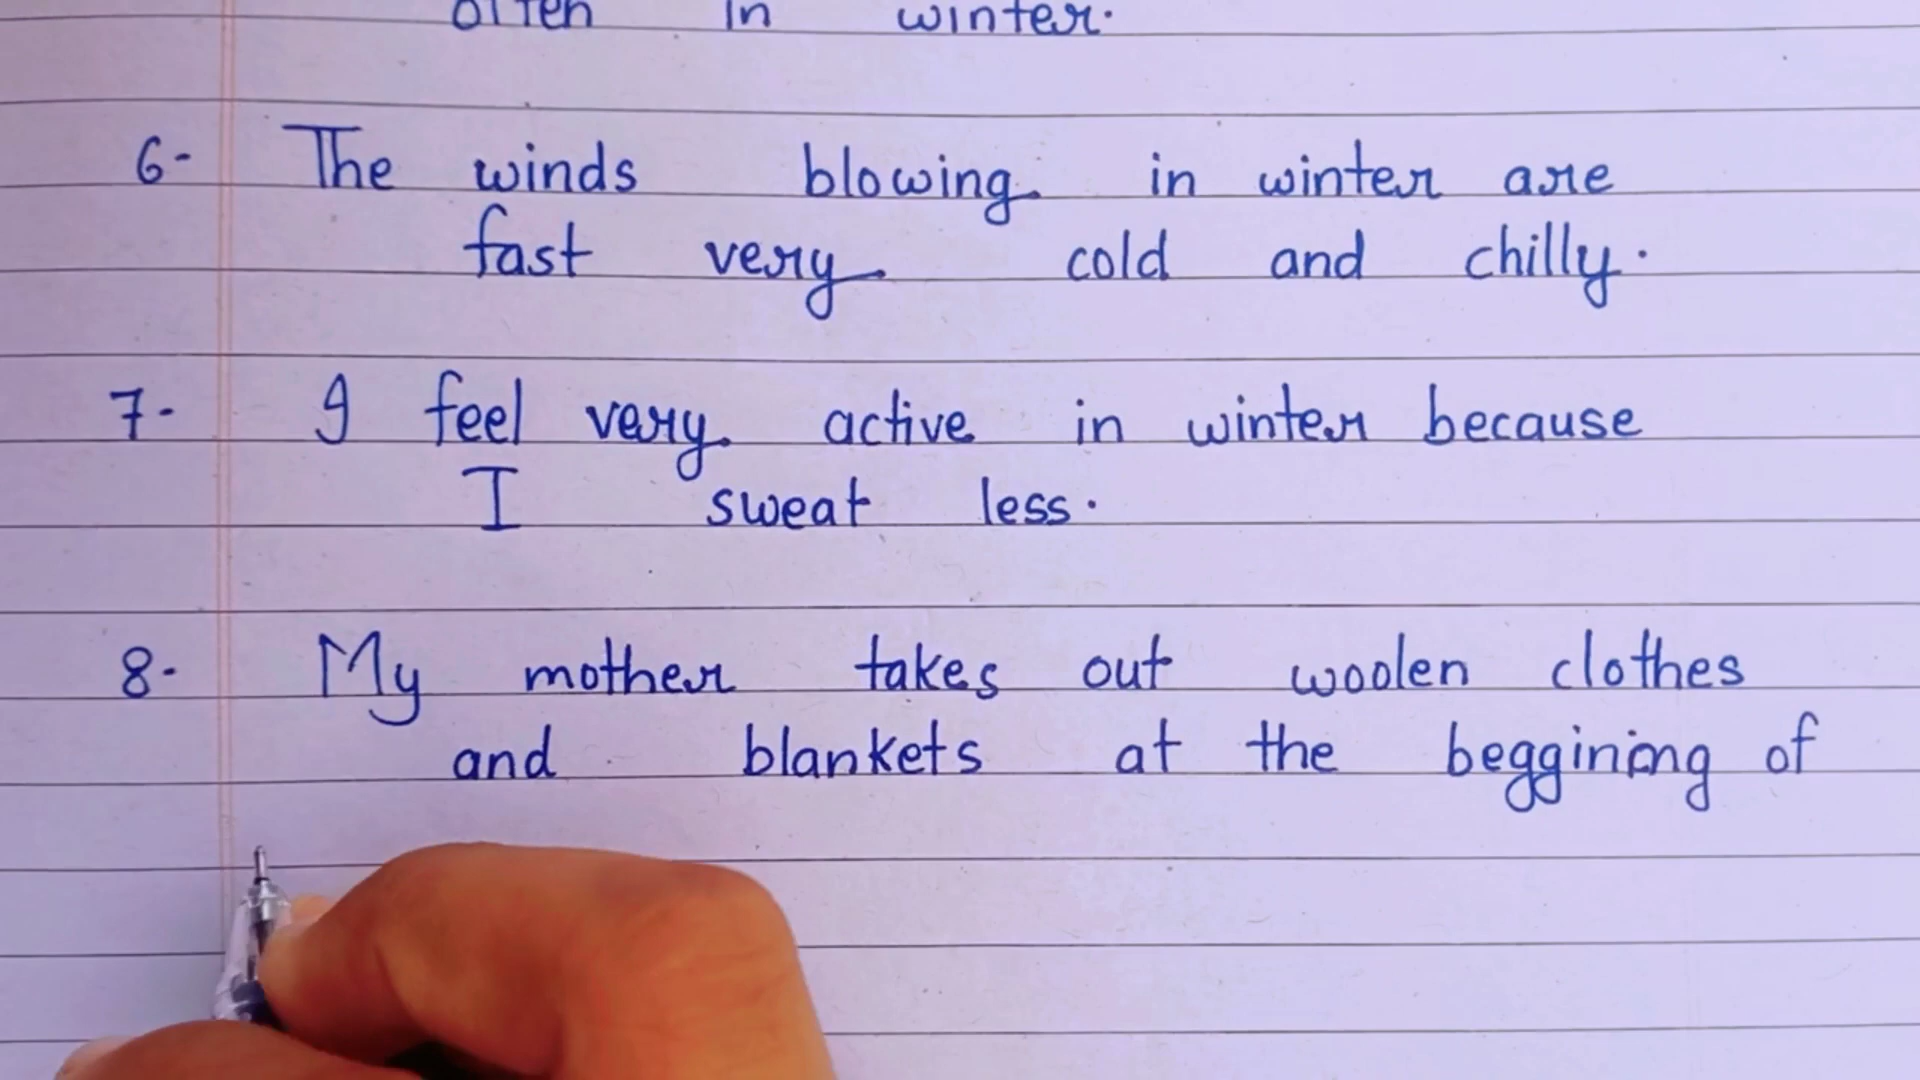 often in winter.
6- The winds blowing in winter are
fast very cold and chilly.
7- I feel very active in winter because
I sweat less.
8- My mother takes out woolen clothes
and blankets at the beggining of